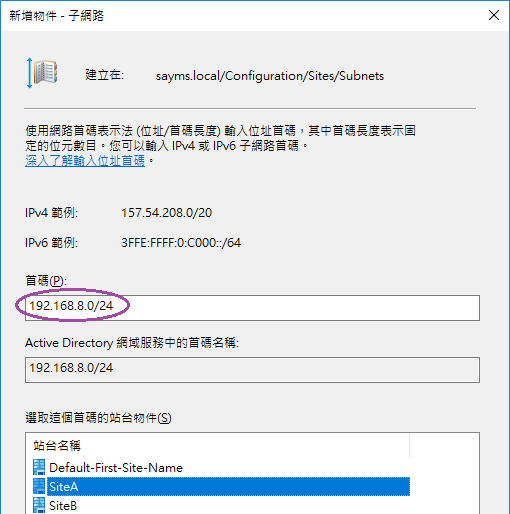 新增物件 - 子網路
建立在: sayms.local/Configuration/Sites/Subnets
使用網路首碼表示法 (位址/首碼長度) 輸入位址首碼，其中首碼長度表示固
定的位元數目。您可以輸入 IPv4 或 IPv6 子網路首碼。
深入了解輸入位址首碼。
IPv4 範例: 157.54.208.0/20
IPv6 範例: 3FFE:FFFF:0:C000::/64
首碼(P):
192.168.8.0/24
Active Directory 網域服務中的首碼名稱:
192.168.8.0/24
選取這個首碼的站台物件(S)
站台名稱
Default-First-Site-Name
SiteA
SiteB